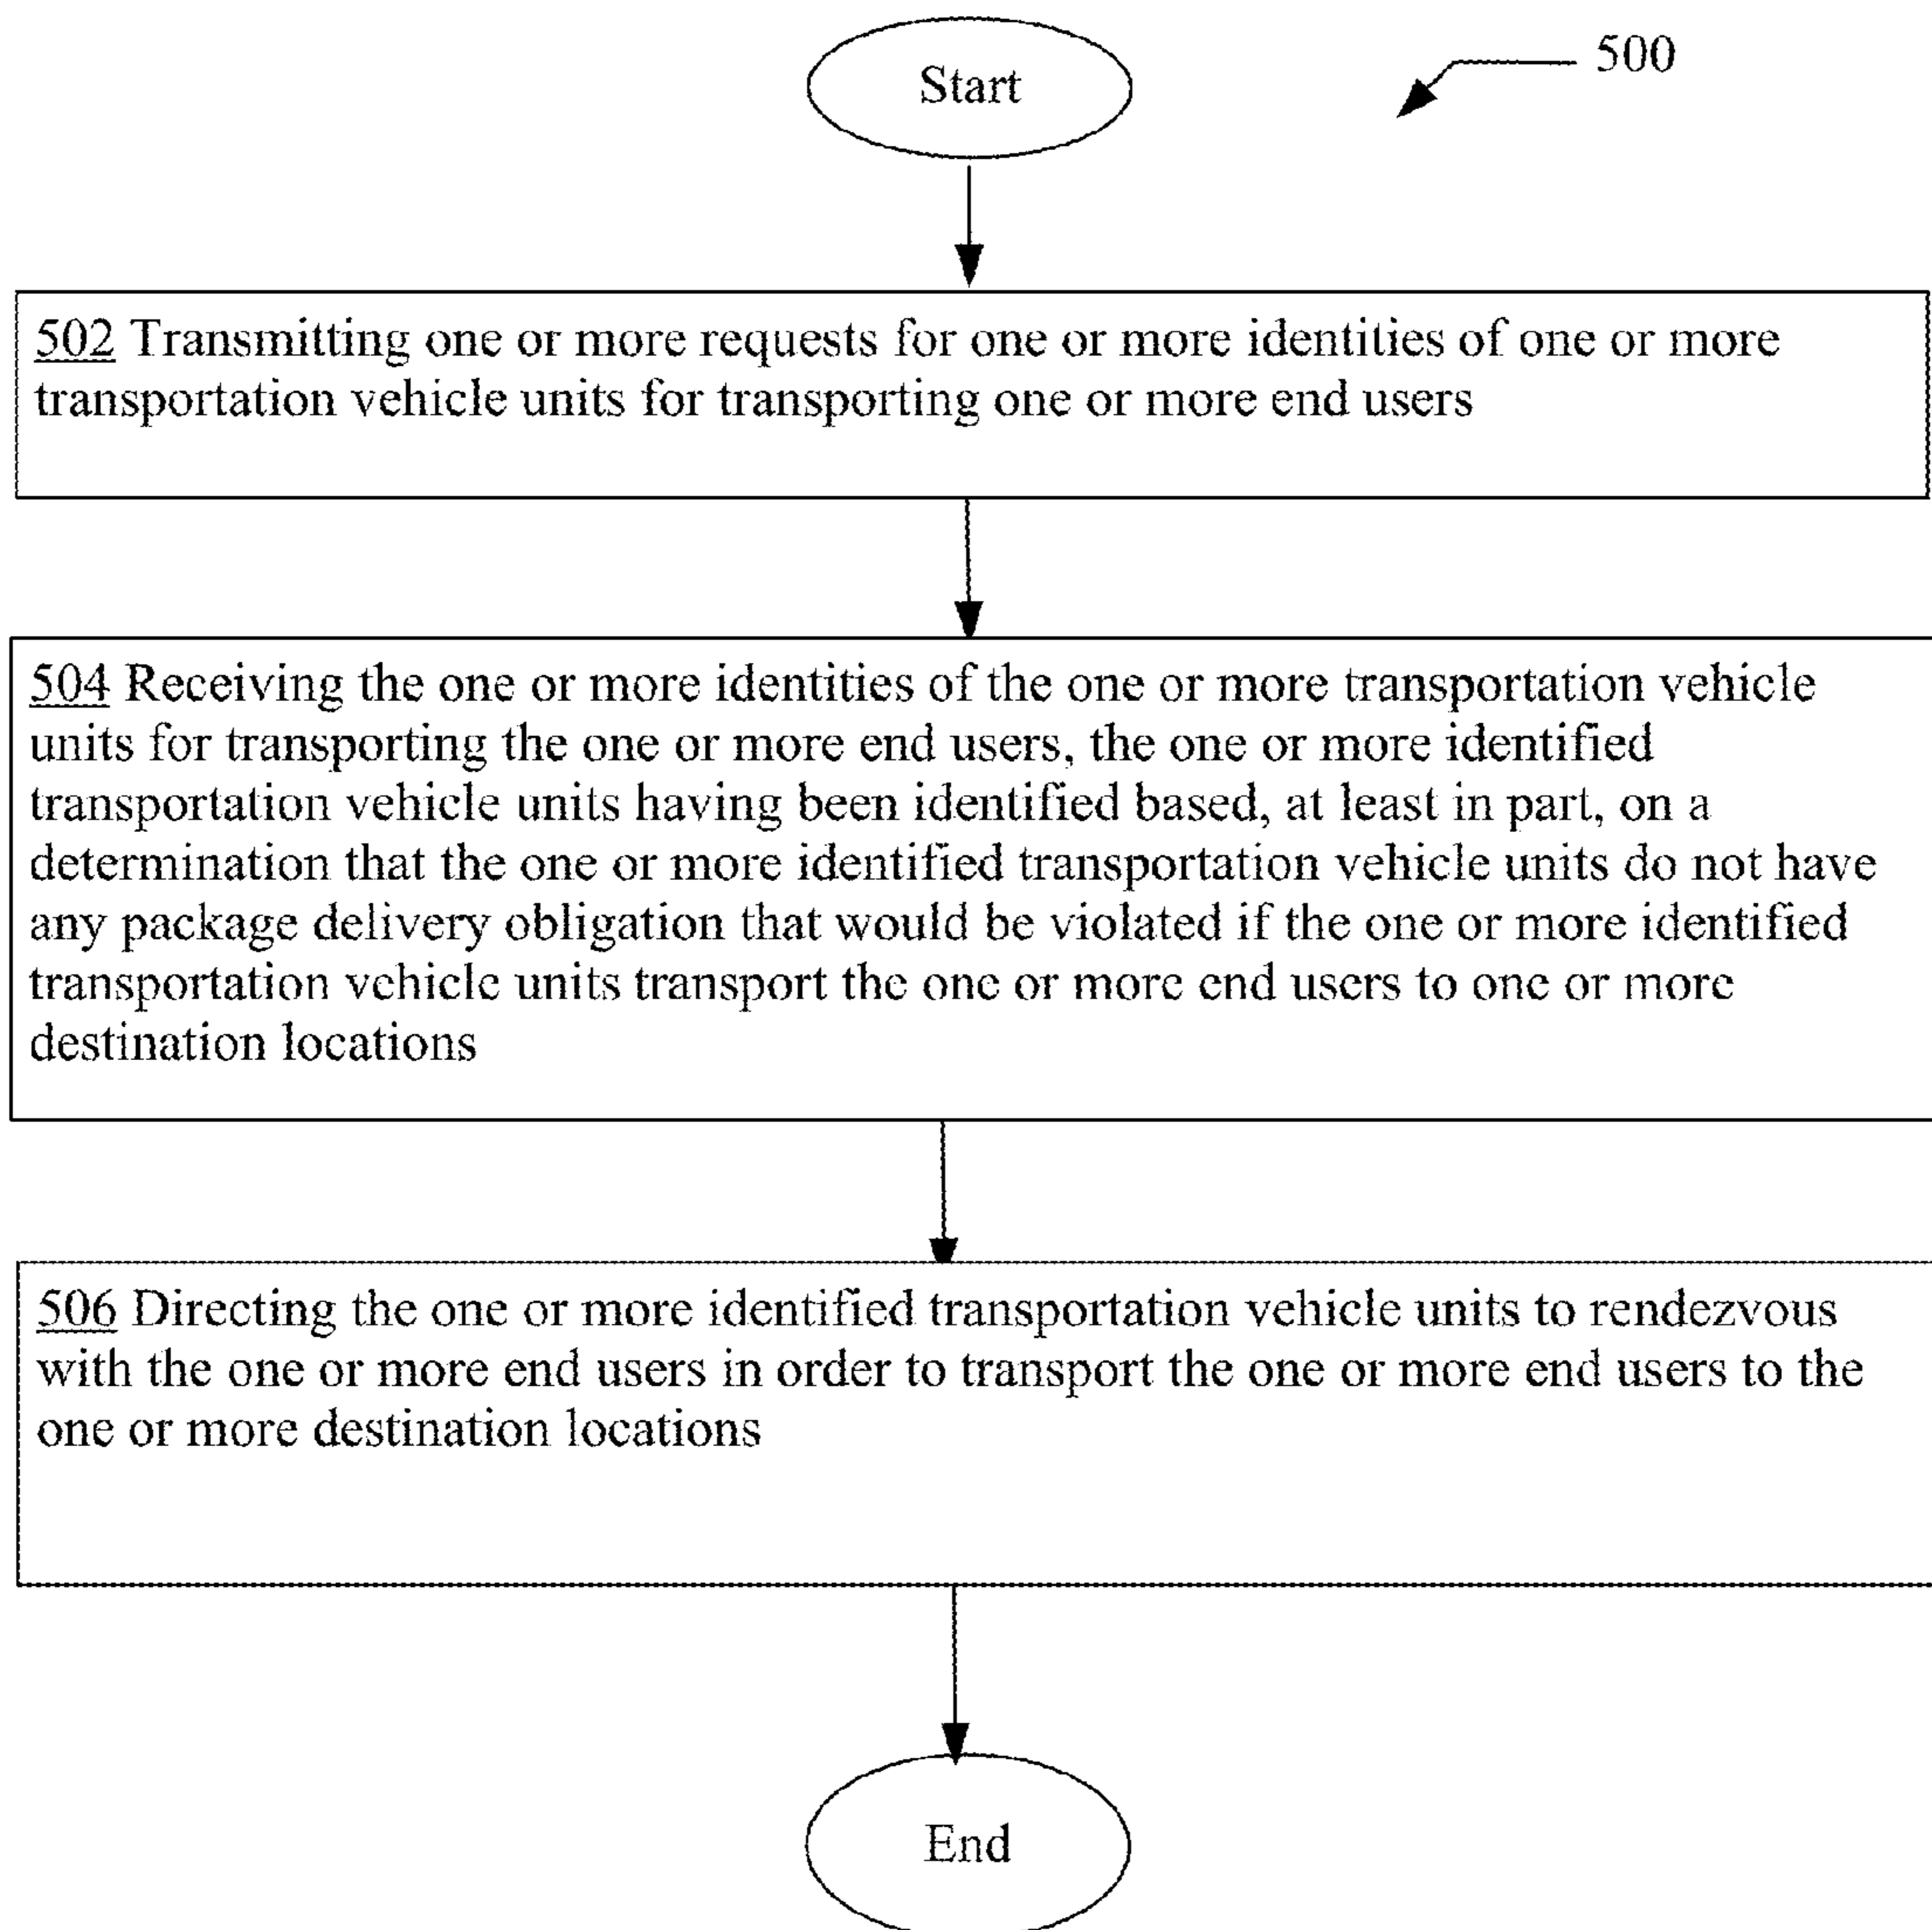 Start
500
502 Transmitting one or more requests for one or more identities of one or more
transportation vehicle units for transporting one or more end users
504 Receiving the one or more identities of the one or more transportation vehicle
units for transporting the one or more end users, the one or more identified
transportation vehicle units having been identified based, at least in part, on a
determination that the one or more identified transportation vehicle units do not have
any package delivery obligation that would be violated if the one or more identified
transportation vehicle units transport the one or more end users to one or more
destination locations
506 Directing the one or more identified transportation vehicle units to rendezvous
with the one or more end users in order to transport the one or more end users to the
one or more destination locations
End